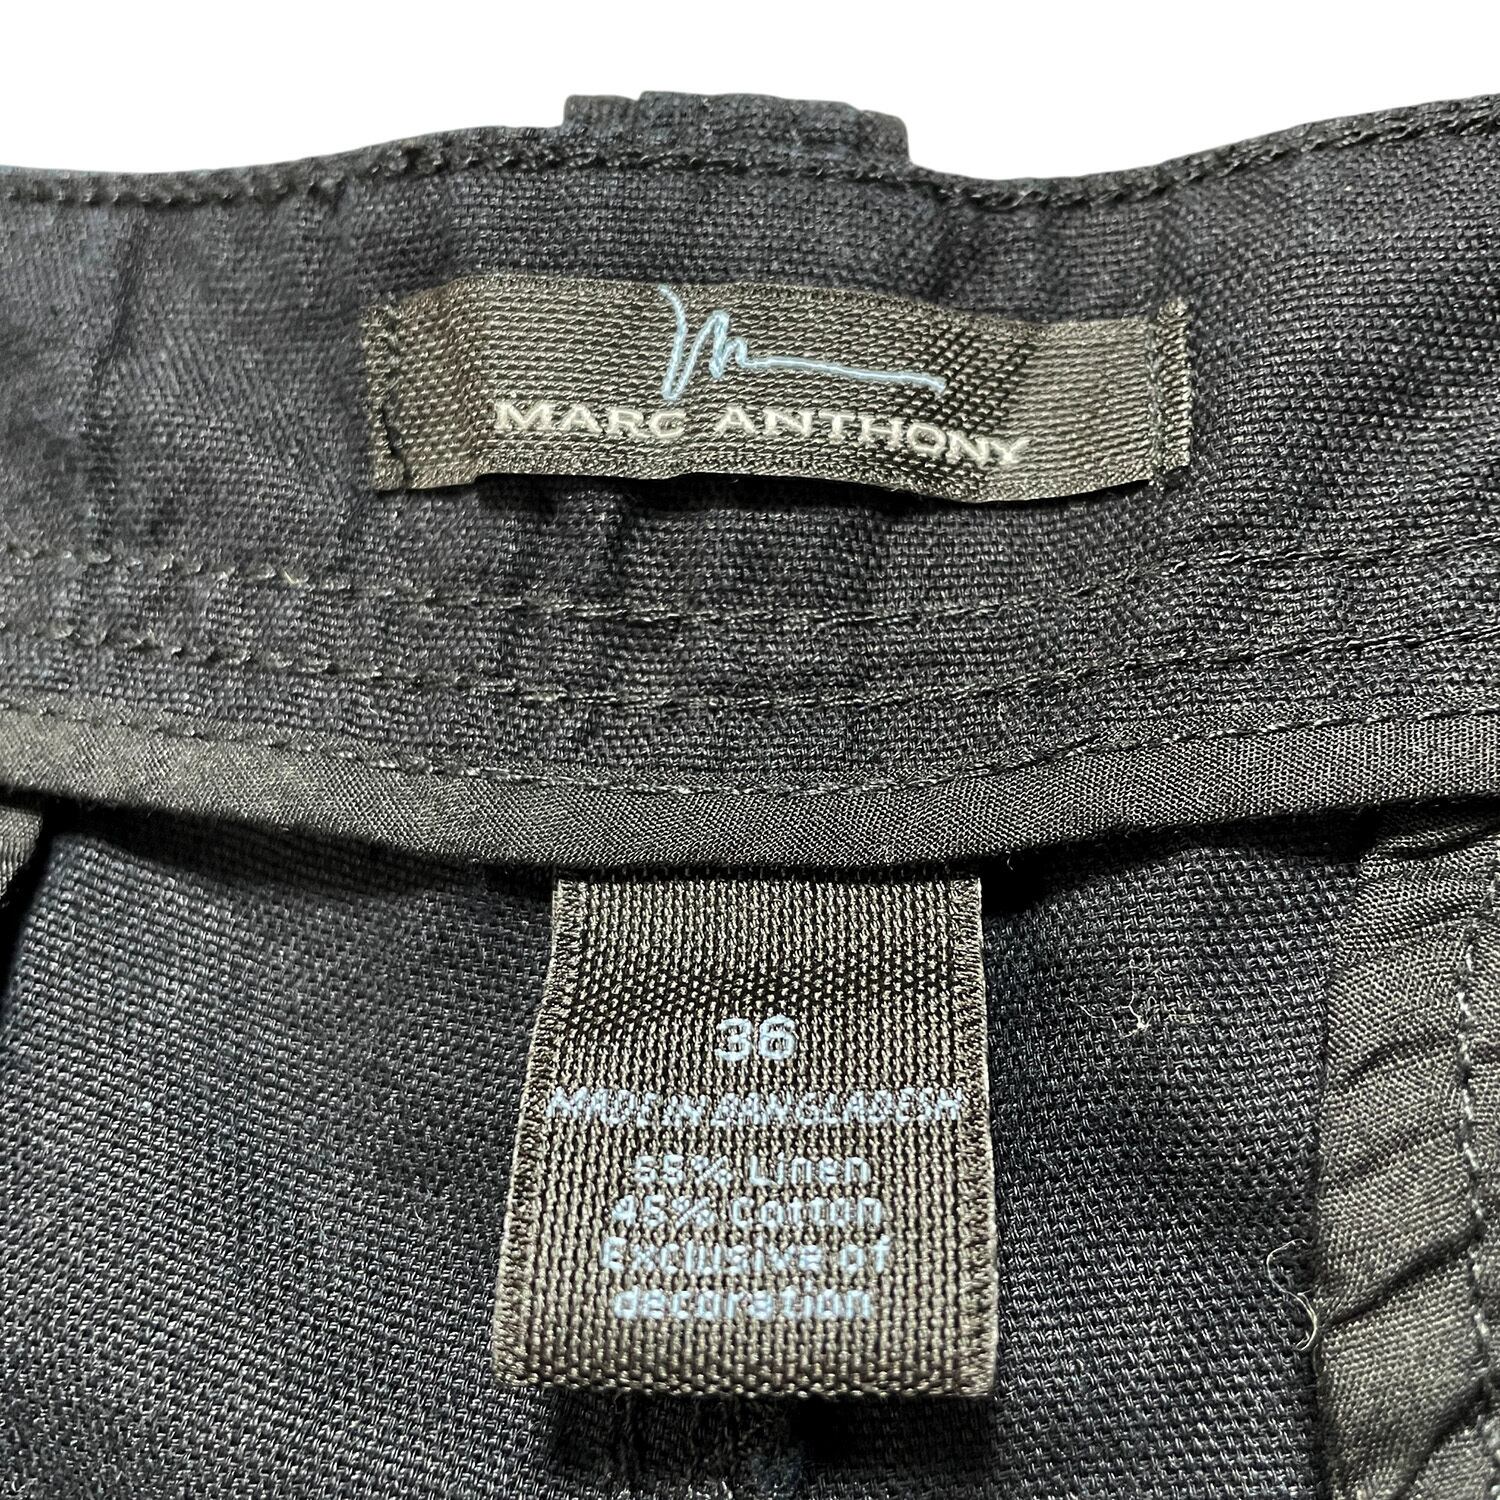 MARC ANTHONY
36
MADE IN BANGLADESH
55% Linen
45% Cotton
Exclusive of
decoration